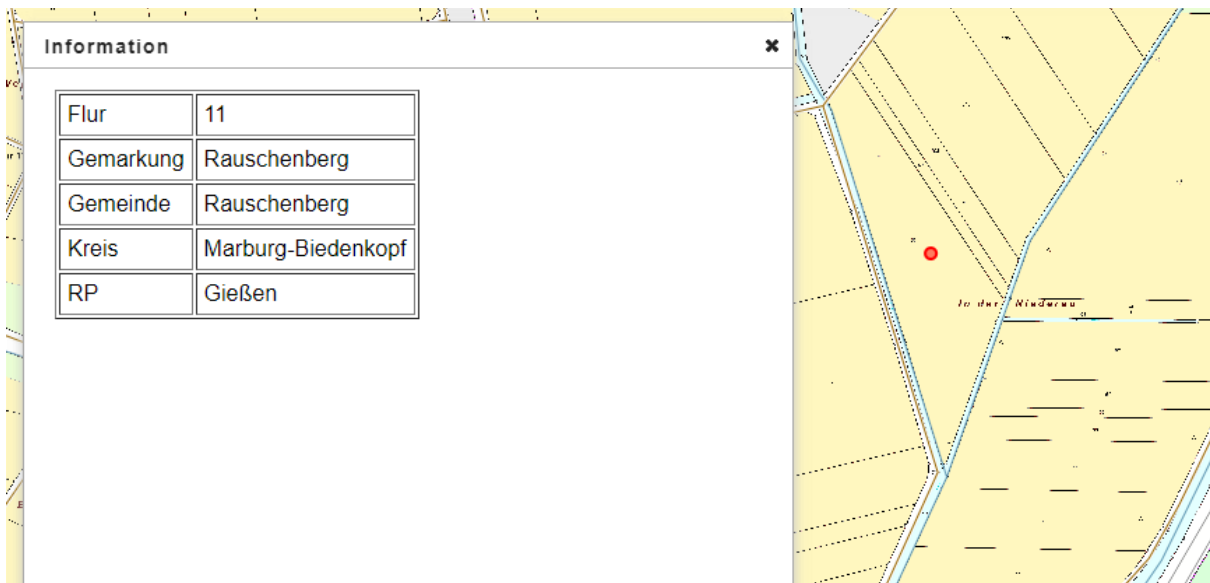 Information
Flur 11
Gemarkung Rauschenberg
Gemeinde Rauschenberg
Kreis Marburg-Biedenkopf
RP Gießen
In der Niederau